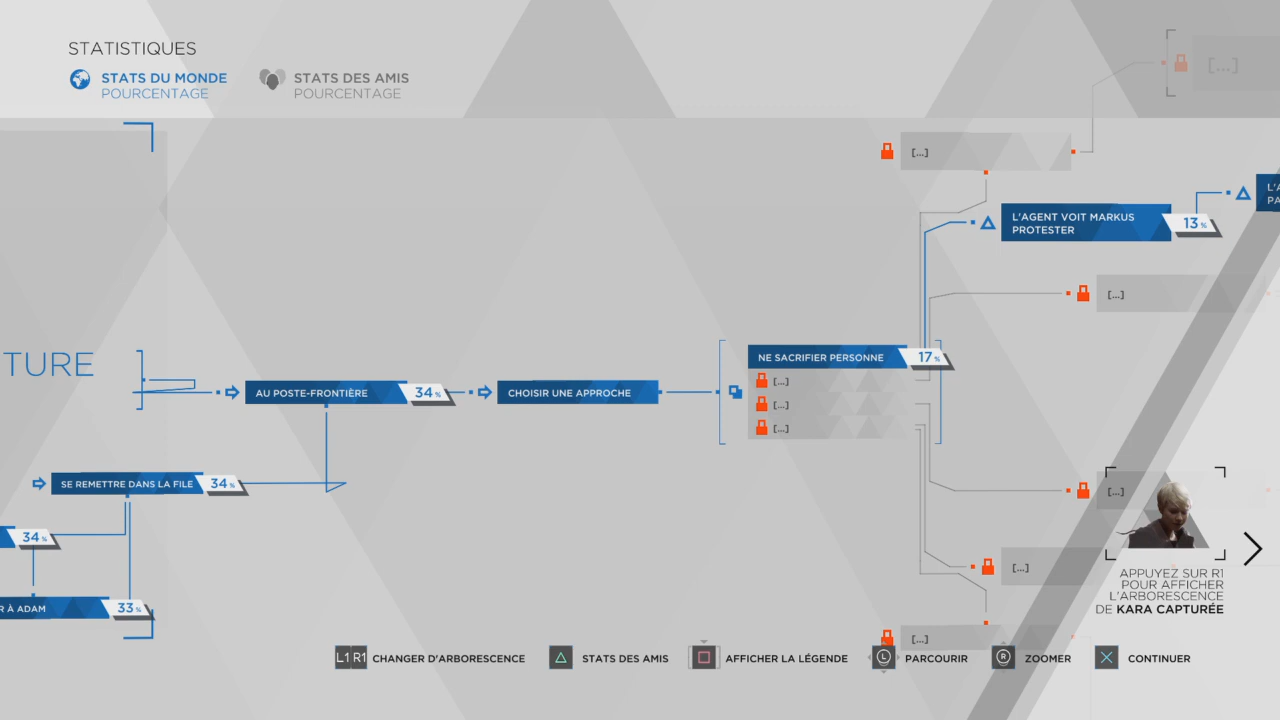 STATISTIQUES
STATS DU MONDE
POURCENTAGE
STATS DES AMIS
POURCENTAGE
[...]
[...]
L'AGENT VOIT MARKUS
PROTESTER
13%
[...]
TURE
AU POSTE-FRONTIÈRE
34%
CHOISIR UNE APPROCHE
NE SACRIFIER PERSONNE
17%
[...]
[...]
[...]
SE REMETTRE DANS LA FILE
34%
[...]
34%
[...]
R À ADAM
33%
[...]
APPUYEZ SUR R1
POUR AFFICHER
L'ARBORESCENCE
DE KARA CAPTURÉE
L1 R1 CHANGER D'ARBORESCENCE
STATS DES AMIS
AFFICHER LA LÉGENDE
L PARCOURIR
R ZOOMER
CONTINUER